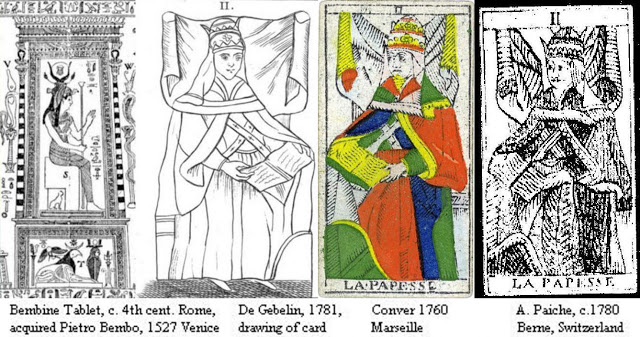 II.
II
II
V
S
LA·PAPESSE
LA PAPESSE
Bembine Tablet, c. 4th cent. Rome,
acquired Pietro Bembo, 1527 Venice
De Gebelin, 1781,
drawing of card
Conver 1760
Marseille
A. Paiche, c.1780
Berne, Switzerland